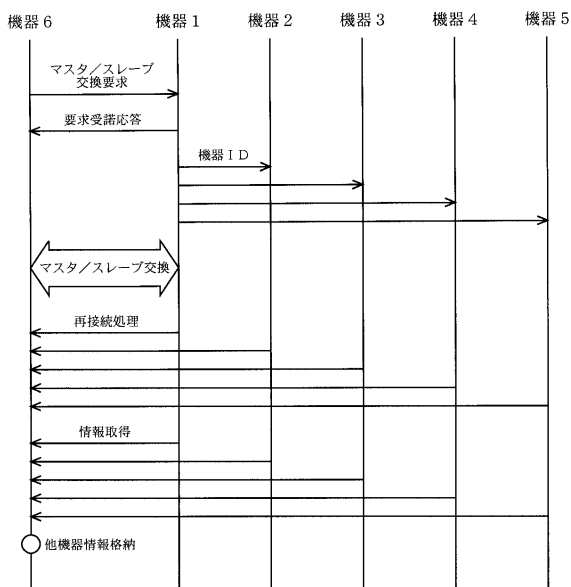 機器6 機器1 機器2 機器3 機器4 機器5
マスタ/スレーブ
交換要求
要求受諾応答
機器ID
マスタ/スレーブ交換
再接続処理
情報取得
他機器情報格納